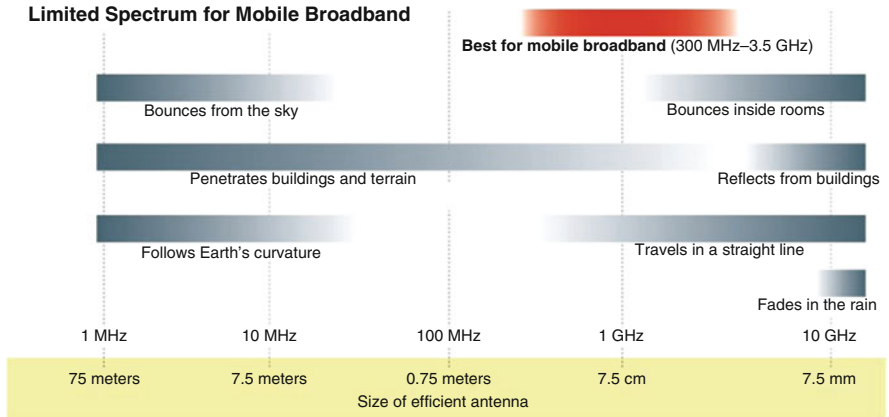 Limited Spectrum for Mobile Broadband
Best for mobile broadband (300 MHz–3.5 GHz)
Bounces from the sky
Bounces inside rooms
Penetrates buildings and terrain
Reflects from buildings
Follows Earth’s curvature
Travels in a straight line
Fades in the rain
1 MHz 10 MHz 100 MHz 1 GHz 10 GHz
75 meters 7.5 meters 0.75 meters 7.5 cm 7.5 mm
Size of efficient antenna